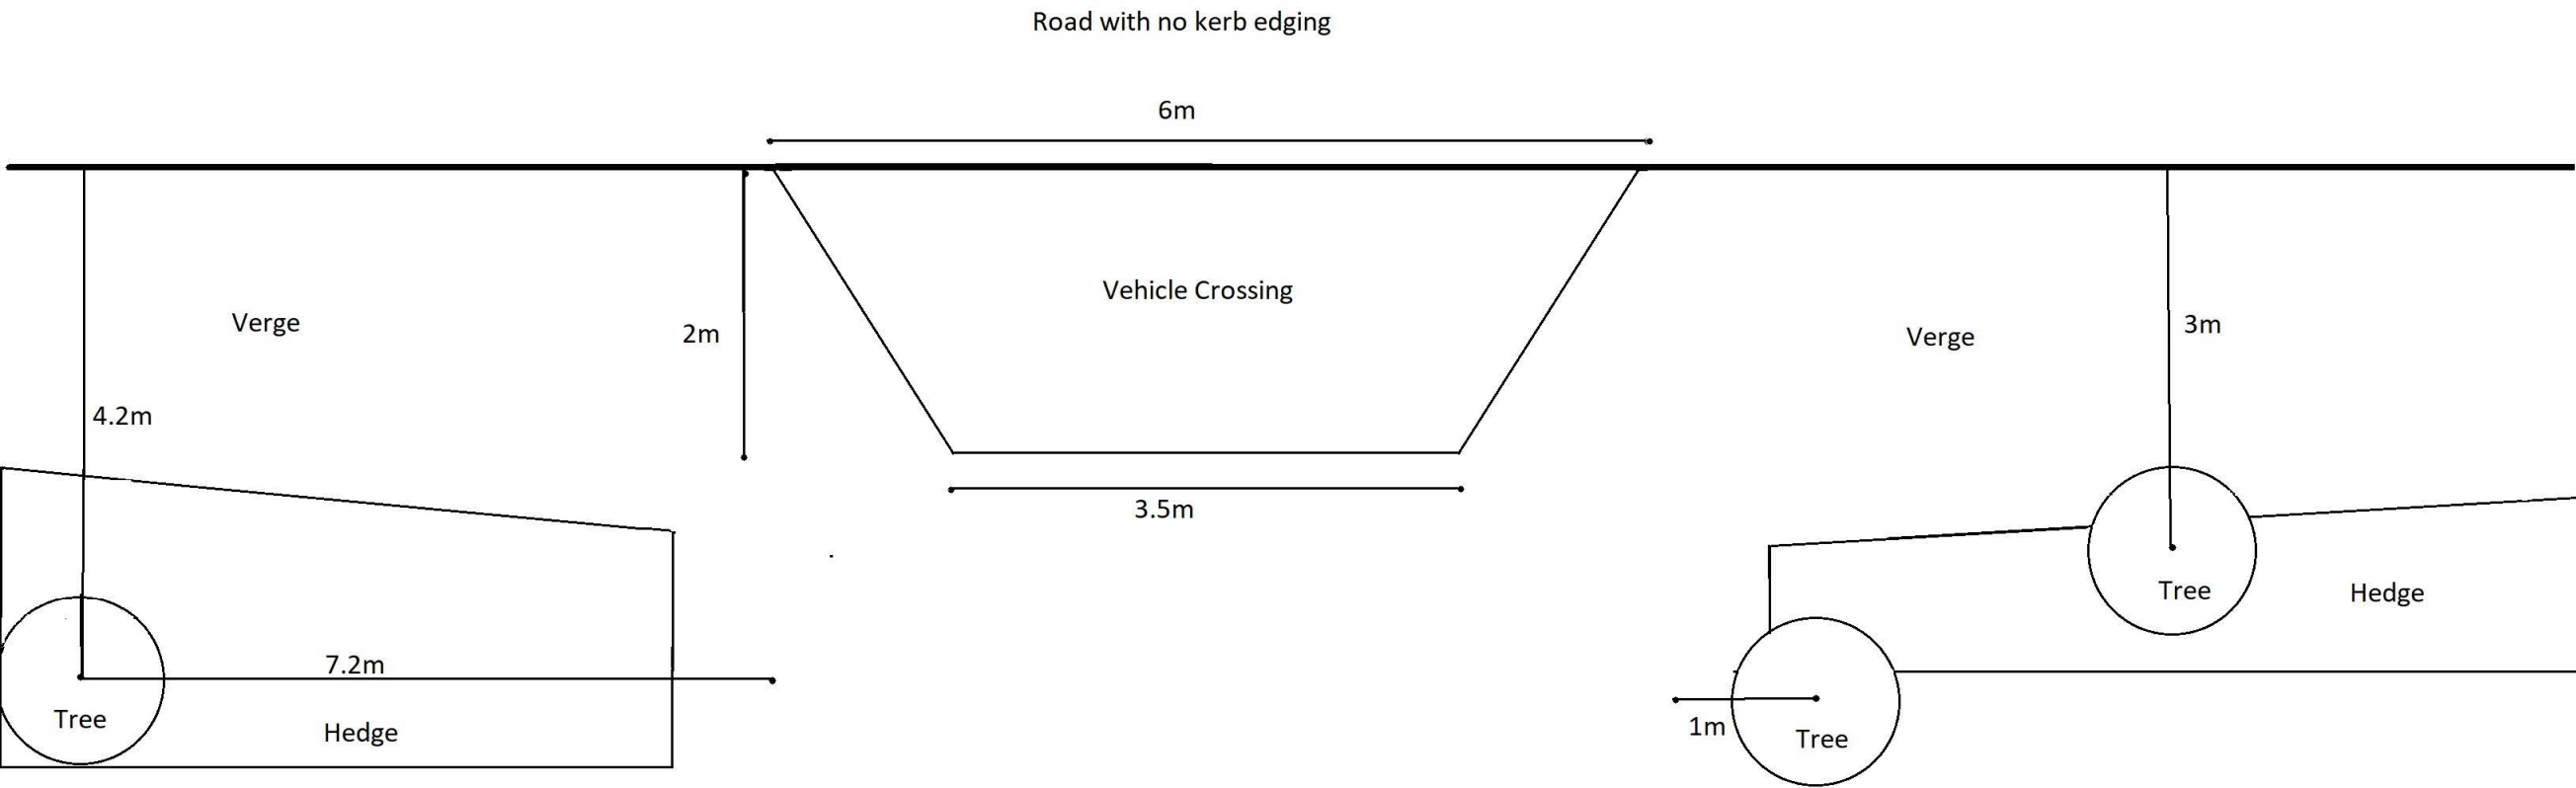 Road with no kerb edging
6m
Vehicle Crossing
Verge
3m
2m
Verge
4.2m
3.5m
Tree
Hedge
7.2m
Tree
Hedge
1m
Tree